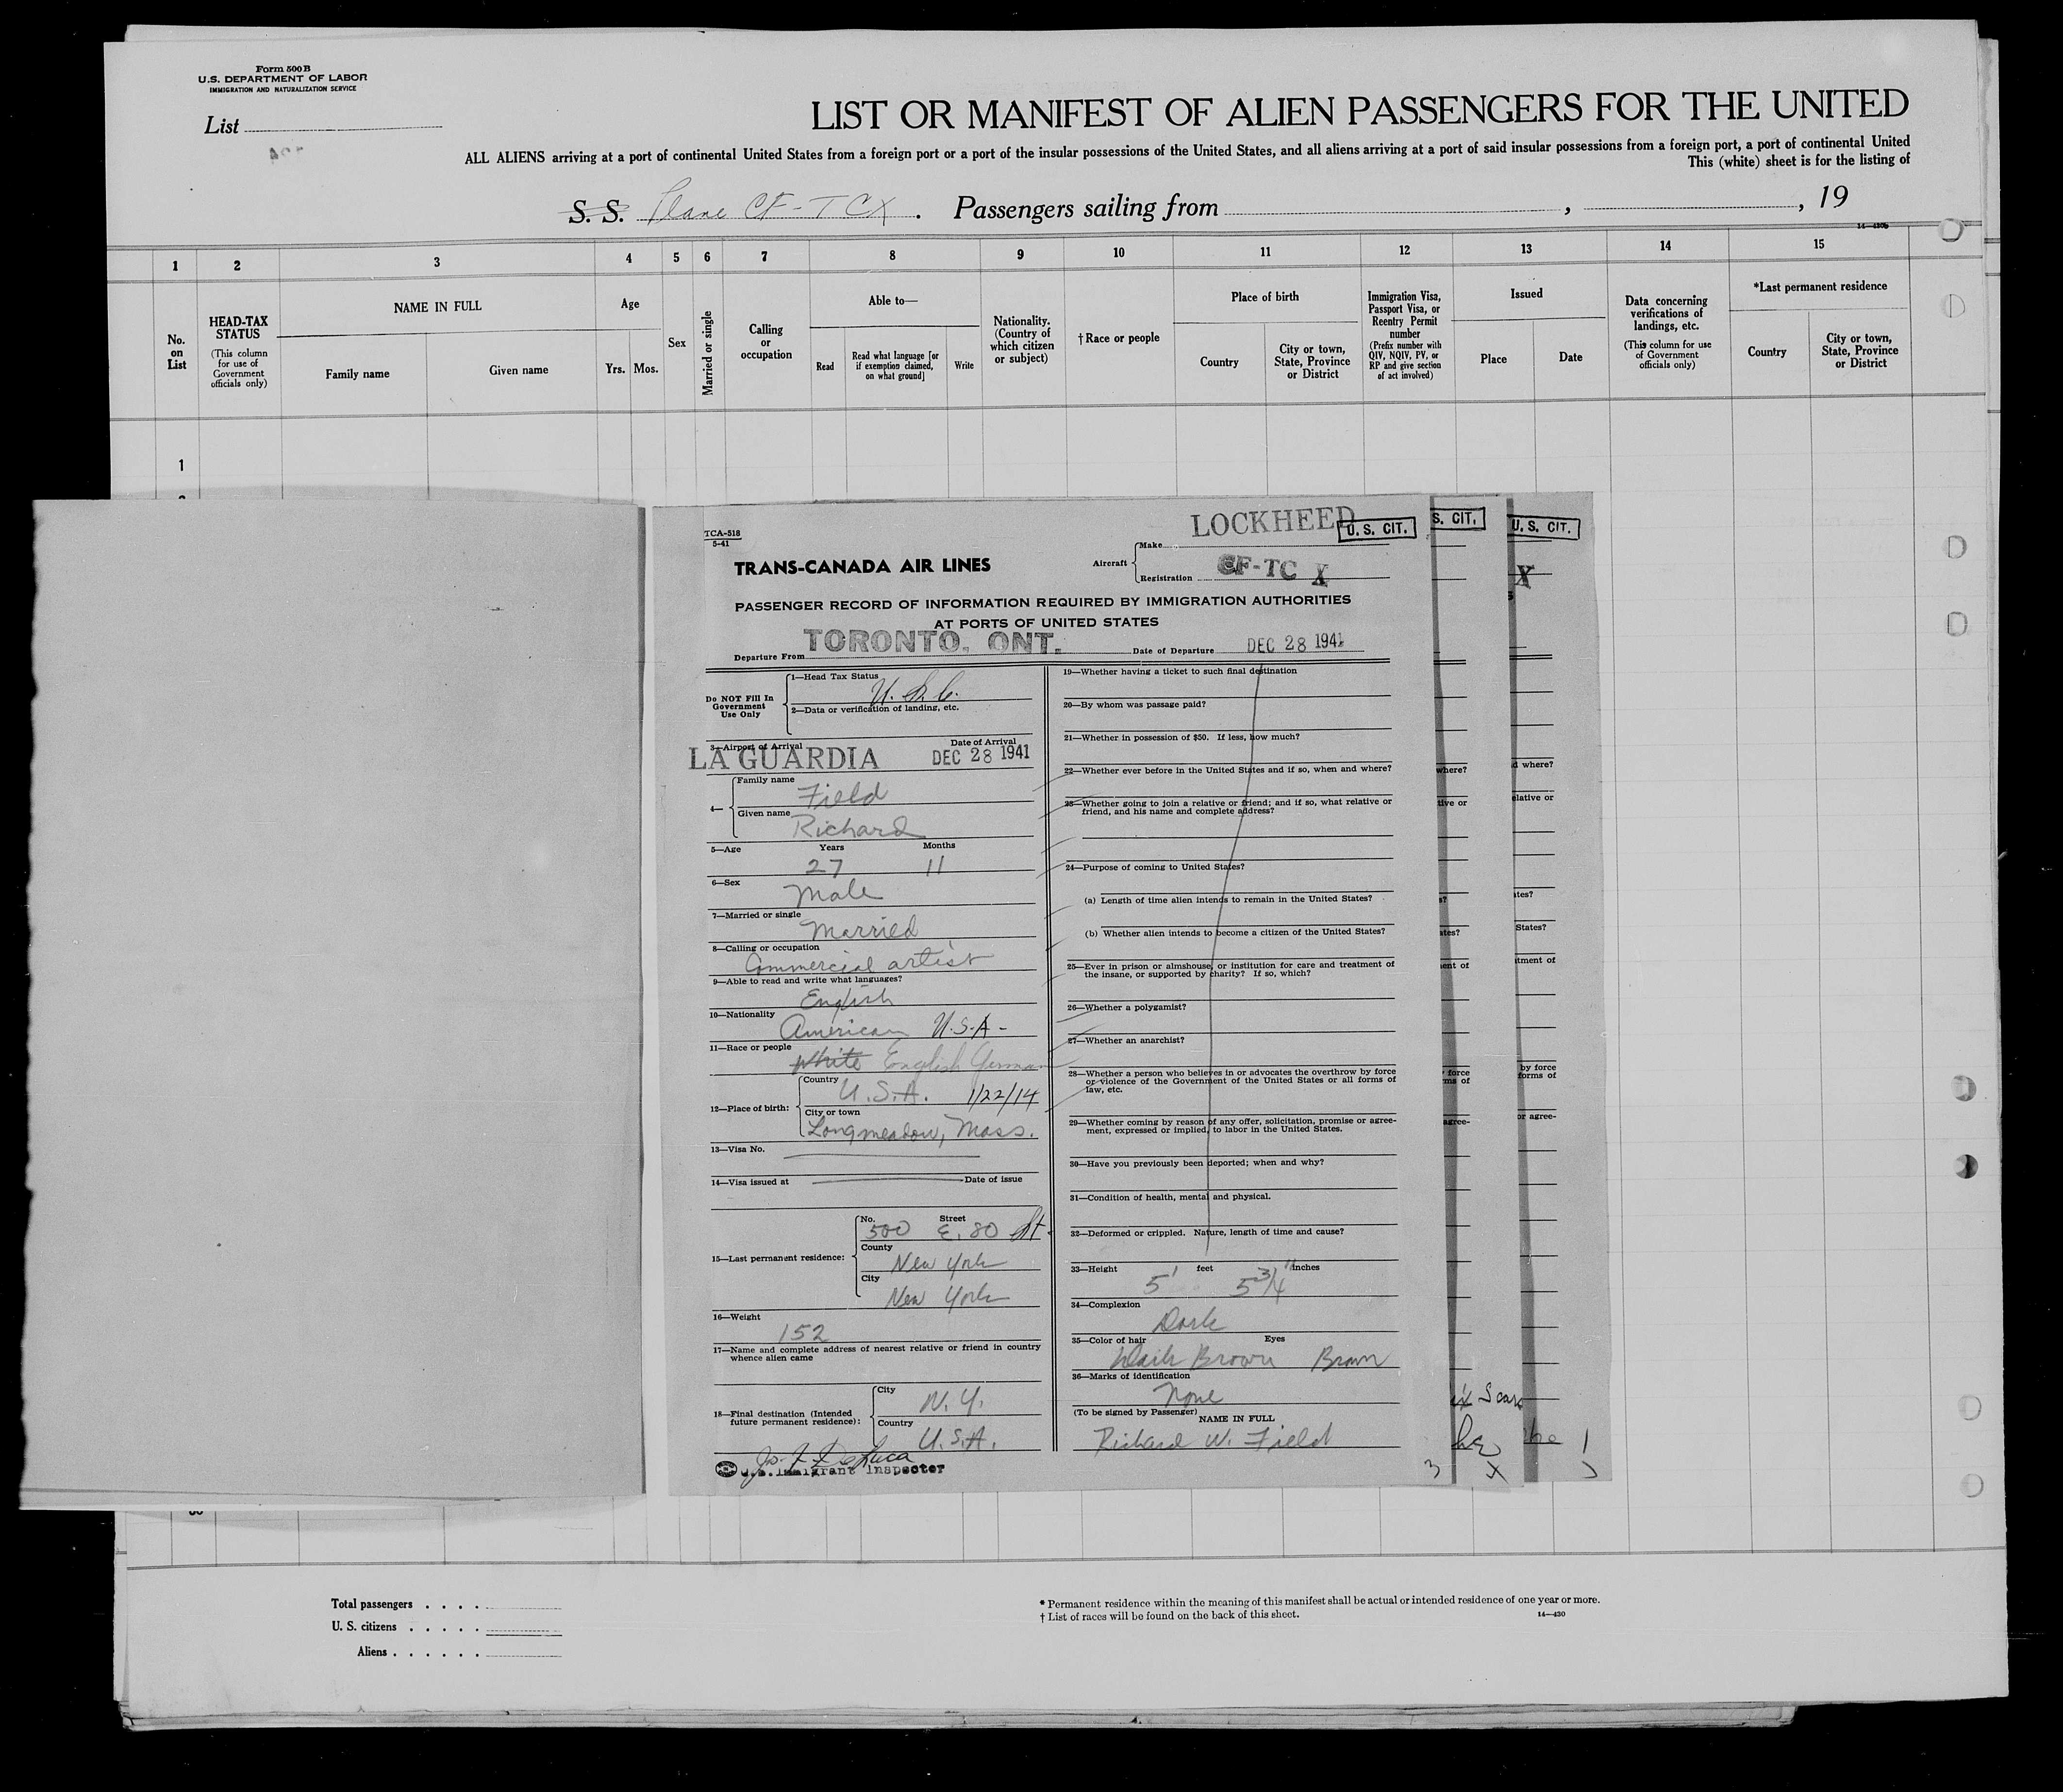 Form 500 B
U.S. DEPARTMENT OF LABOR
IMMIGRATION AND NATURALIZATION SERVICE
List
LIST OR MANIFEST OF ALIEN PASSENGERS FOR THE UNITED
ALL ALIENS arriving at a port of continental United States from a foreign port or a port of the insular possessions of the United States, and all aliens arriving at a port of said insular possessions from a foreign port, a port of continental United
This (white) sheet is for the listing of
S. S. Plane CF-TCX. Passengers sailing from , , 19
1 2 3 4 5 6 7 8 9 10 11 12 13 14 15
No. on List
HEAD-TAX STATUS
(This column for use of Government officials only)
NAME IN FULL
Family name
Given name
Age
Yrs. Mos.
Sex
Married or single
Calling or occupation
Able to—
Read
Read what language [or if exemption claimed, on what ground]
Write
Nationality. (Country of which citizen or subject)
† Race or people
Place of birth
Country
City or town, State, Province or District
Immigration Visa, Passport Visa, or Reentry Permit number
(Prefix number with QIV, NQIV, PV, or RP and give section of act involved)
Issued
Place
Date
Data concerning verifications of landings, etc.
(This column for use of Government officials only)
*Last permanent residence
Country
City or town, State, Province or District
1
TCA-518
5-41
TRANS-CANADA AIR LINES
Aircraft
Make LOCKHEED
U. S. CIT.
S. CIT.
U. S. CIT.
Registration CF-TC X
X
PASSENGER RECORD OF INFORMATION REQUIRED BY IMMIGRATION AUTHORITIES
AT PORTS OF UNITED STATES
Departure From TORONTO, ONT. Date of Departure DEC 28 1941
Do NOT Fill In Government Use Only
1—Head Tax Status
2—Data or verification of landing, etc.
3—Airport of Arrival LA GUARDIA Date of Arrival DEC 28 1941
4— Family name Field
Given name Richard
5—Age Years 27 Months 11
6—Sex Male
7—Married or single Married
8—Calling or occupation Commercial artist
9—Able to read and write what languages? English
10—Nationality American U.S.A-
11—Race or people White English German
12—Place of birth: Country U.S.A. 1/22/14
City or town Longmeadow, Mass.
13—Visa No.
14—Visa issued at Date of issue
15—Last permanent residence: No. 500 Street E. 80 St.
County New York
City New York
16—Weight 152
17—Name and complete address of nearest relative or friend in country
whence alien came
18—Final destination (Intended
future permanent residence): City N.Y.
Country U.S.A.
U.S. Immigrant Inspector
19—Whether having a ticket to such final destination
20—By whom was passage paid?
21—Whether in possession of $50. If less, how much?
22—Whether ever before in the United States and if so, when and where?
23—Whether going to join a relative or friend; and if so, what relative or
friend, and his name and complete address?
24—Purpose of coming to United States?
(a) Length of time alien intends to remain in the United States?
(b) Whether alien intends to become a citizen of the United States?
25—Ever in prison or almshouse, or institution for care and treatment of
the insane, or supported by charity? If so, which?
26—Whether a polygamist?
27—Whether an anarchist?
28—Whether a person who believes in or advocates the overthrow by force
or violence of the Government of the United States or all forms of
law, etc.
29—Whether coming by reason of any offer, solicitation, promise or agree-
ment, expressed or implied, to labor in the United States.
30—Have you previously been deported; when and why?
31—Condition of health, mental and physical.
32—Deformed or crippled. Nature, length of time and cause?
33—Height 5' feet 5 3/4" inches
34—Complexion Dark
35—Color of hair Dark Brown Eyes Brown
36—Marks of identification None
(To be signed by Passenger) NAME IN FULL
Richard W. Field
Total passengers . . . .
U. S. citizens . . . . .
Aliens . . . . . .
* Permanent residence within the meaning of this manifest shall be actual or intended residence of one year or more.
† List of races will be found on the back of this sheet.
14—430